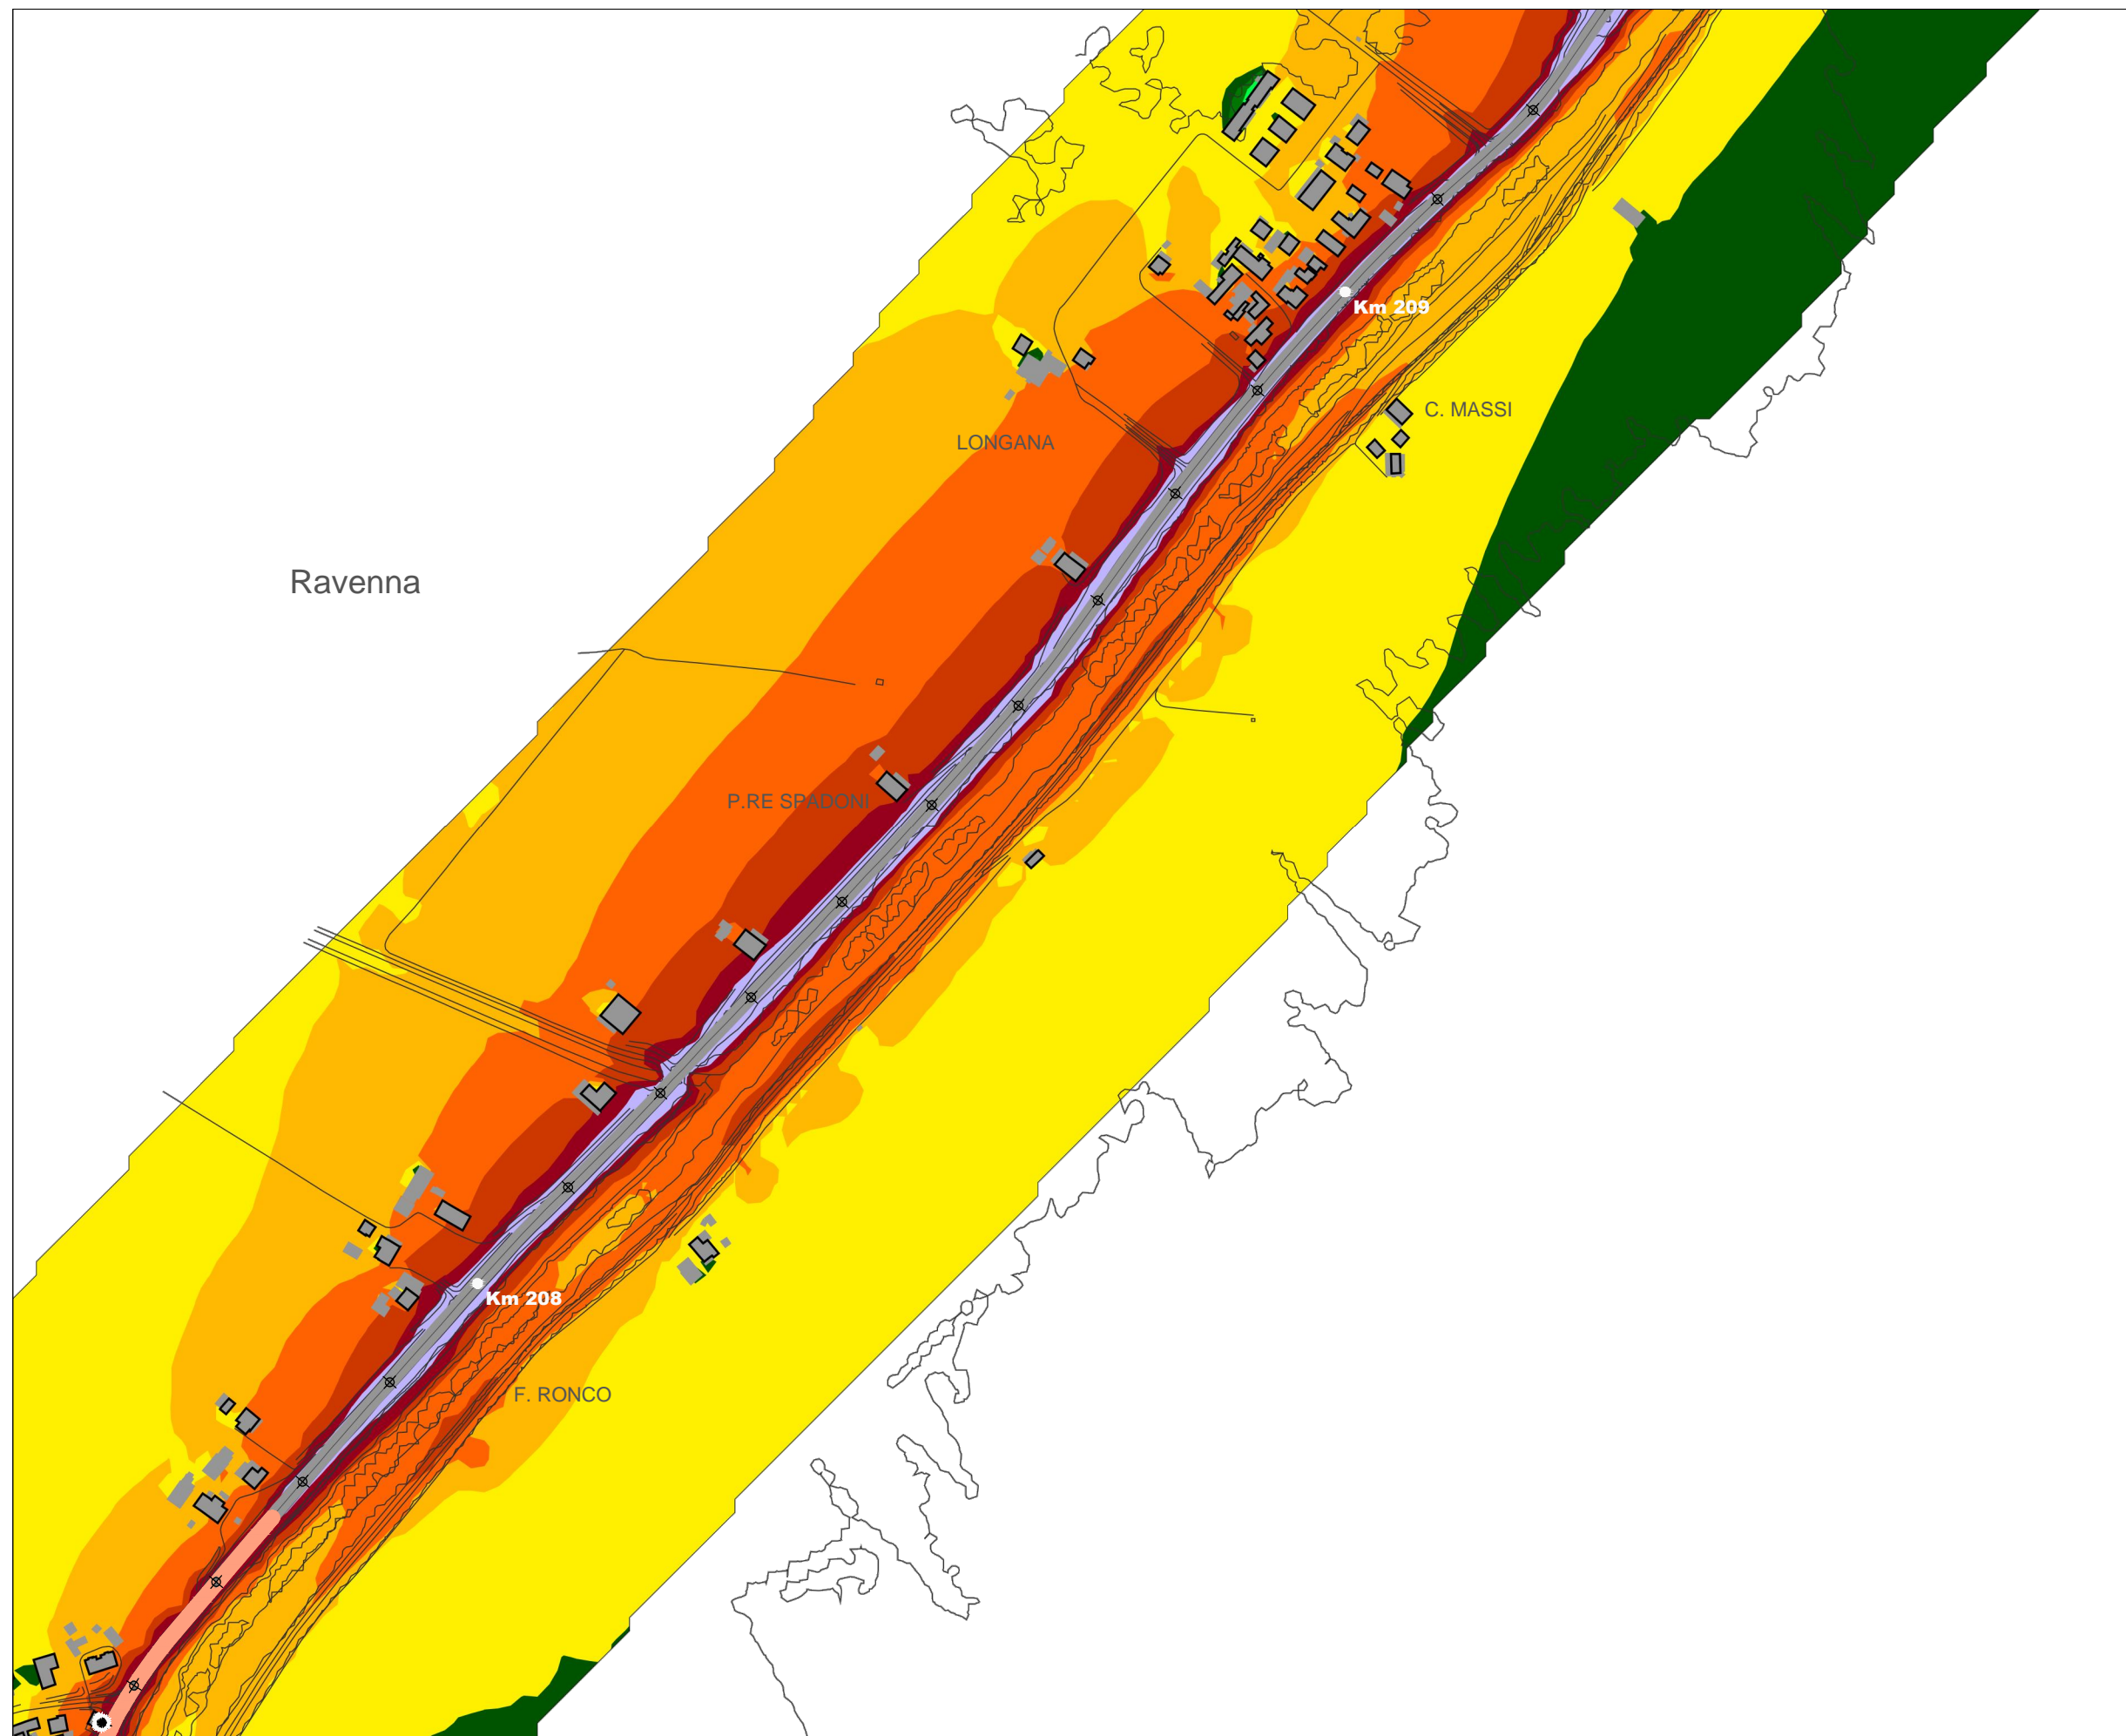 Km 209
C. MASSI
LONGANA
Ravenna
P.RE SPADONI
Km 208
F. RONCO